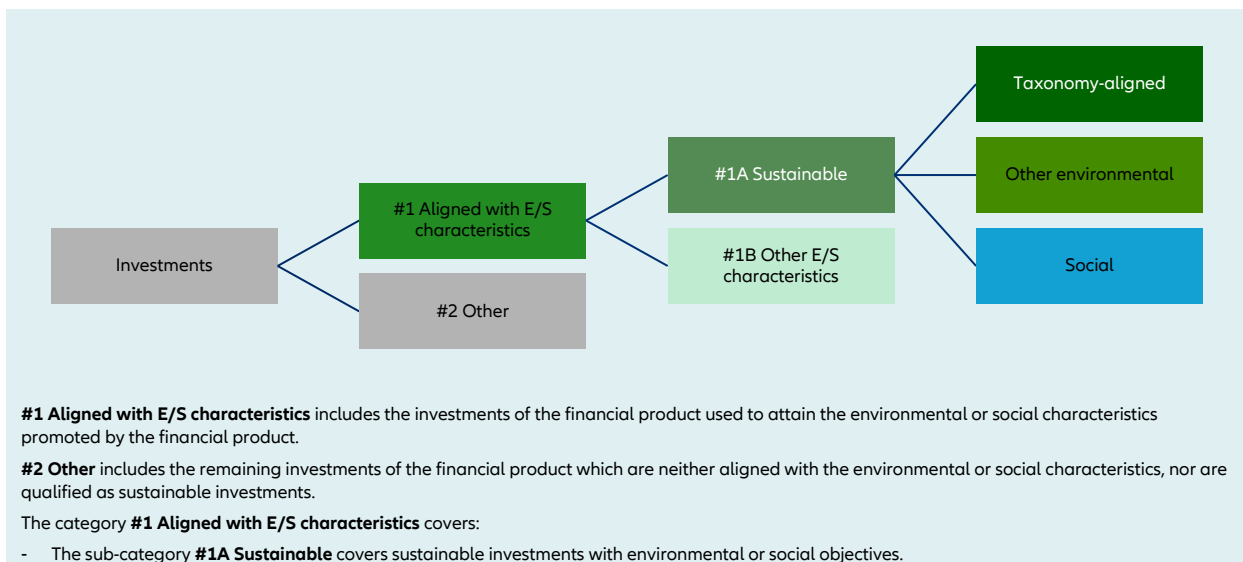 Taxonomy-aligned
#1A Sustainable
Other environmental
#1 Aligned with E/S
characteristics
Investments
#1B Other E/S
characteristics
Social
#2 Other
#1 Aligned with E/S characteristics includes the investments of the financial product used to attain the environmental or social characteristics
promoted by the financial product.
#2 Other includes the remaining investments of the financial product which are neither aligned with the environmental or social characteristics, nor are
qualified as sustainable investments.
The category #1 Aligned with E/S characteristics covers:
- The sub-category #1A Sustainable covers sustainable investments with environmental or social objectives.